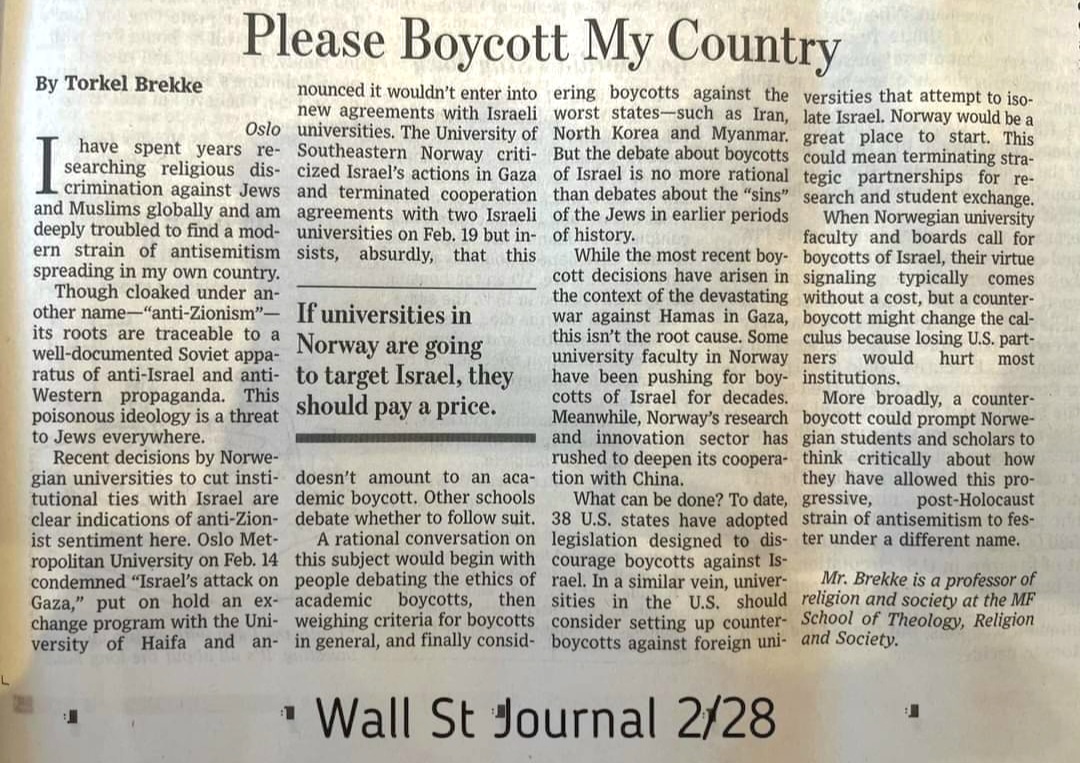 Please Boycott My Country
By Torkel Brekke
Oslo
I have spent years re-
searching religious dis-
crimination against Jews
and Muslims globally and am
deeply troubled to find a mod-
ern strain of antisemitism
spreading in my own country.
Though cloaked under an-
other name—“anti-Zionism”—
its roots are traceable to a
well-documented Soviet appa-
ratus of anti-Israel and anti-
Western propaganda. This
poisonous ideology is a threat
to Jews everywhere.
Recent decisions by Norwe-
gian universities to cut insti-
tutional ties with Israel are
clear indications of anti-Zion-
ist sentiment here. Oslo Met-
ropolitan University on Feb. 14
condemned “Israel’s attack on
Gaza,” put on hold an ex-
change program with the Uni-
versity of Haifa and an-
nounced it wouldn’t enter into
new agreements with Israeli
universities. The University of
Southeastern Norway criti-
cized Israel’s actions in Gaza
and terminated cooperation
agreements with two Israeli
universities on Feb. 19 but in-
sists, absurdly, that this
If universities in
Norway are going
to target Israel, they
should pay a price.
doesn’t amount to an aca-
demic boycott. Other schools
debate whether to follow suit.
A rational conversation on
this subject would begin with
people debating the ethics of
academic boycotts, then
weighing criteria for boycotts
in general, and finally consid-
ering boycotts against the
worst states—such as Iran,
North Korea and Myanmar.
But the debate about boycotts
of Israel is no more rational
than debates about the “sins”
of the Jews in earlier periods
of history.
While the most recent boy-
cott decisions have arisen in
the context of the devastating
war against Hamas in Gaza,
this isn’t the root cause. Some
university faculty in Norway
have been pushing for boy-
cotts of Israel for decades.
Meanwhile, Norway’s research
and innovation sector has
rushed to deepen its coopera-
tion with China.
What can be done? To date,
38 U.S. states have adopted
legislation designed to dis-
courage boycotts against Is-
rael. In a similar vein, univer-
sities in the U.S. should
consider setting up counter-
boycotts against foreign uni-
versities that attempt to iso-
late Israel. Norway would be a
great place to start. This
could mean terminating stra-
tegic partnerships for re-
search and student exchange.
When Norwegian university
faculty and boards call for
boycotts of Israel, their virtue
signaling typically comes
without a cost, but a counter-
boycott might change the cal-
culus because losing U.S. part-
ners would hurt most
institutions.
More broadly, a counter-
boycott could prompt Norwe-
gian students and scholars to
think critically about how
they have allowed this pro-
gressive, post-Holocaust
strain of antisemitism to fes-
ter under a different name.
Mr. Brekke is a professor of
religion and society at the MF
School of Theology, Religion
and Society.
Wall St Journal 2/28